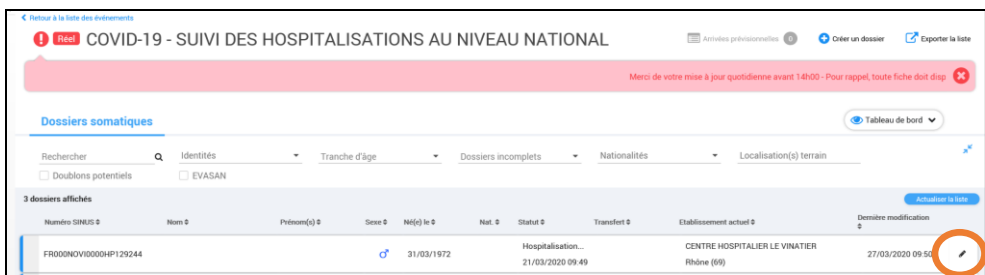 Retour à la liste des événements
Réel COVID-19 - SUIVI DES HOSPITALISATIONS AU NIVEAU NATIONAL Arrivées prévisionnelles 0 Créer un dossier Exporter la liste
Merci de votre mise à jour quotidienne avant 14h00 - Pour rappel, toute fiche doit disp
Dossiers somatiques Tableau de bord
Rechercher Identités Tranche d'âge Dossiers incomplets Nationalités Localisation(s) terrain
Doublons potentiels EVASAN
3 dossiers affichés Actualiser la liste
Numéro SINUS Nom Prénom(s) Sexe Né(e) le Nat. Statut Transfert Etablissement actuel Dernière modification
FR000NOVI0000HP129244 31/03/1972 Hospitalisation... CENTRE HOSPITALIER LE VINATIER 27/03/2020 09:50
21/03/2020 09:49 Rhône (69)